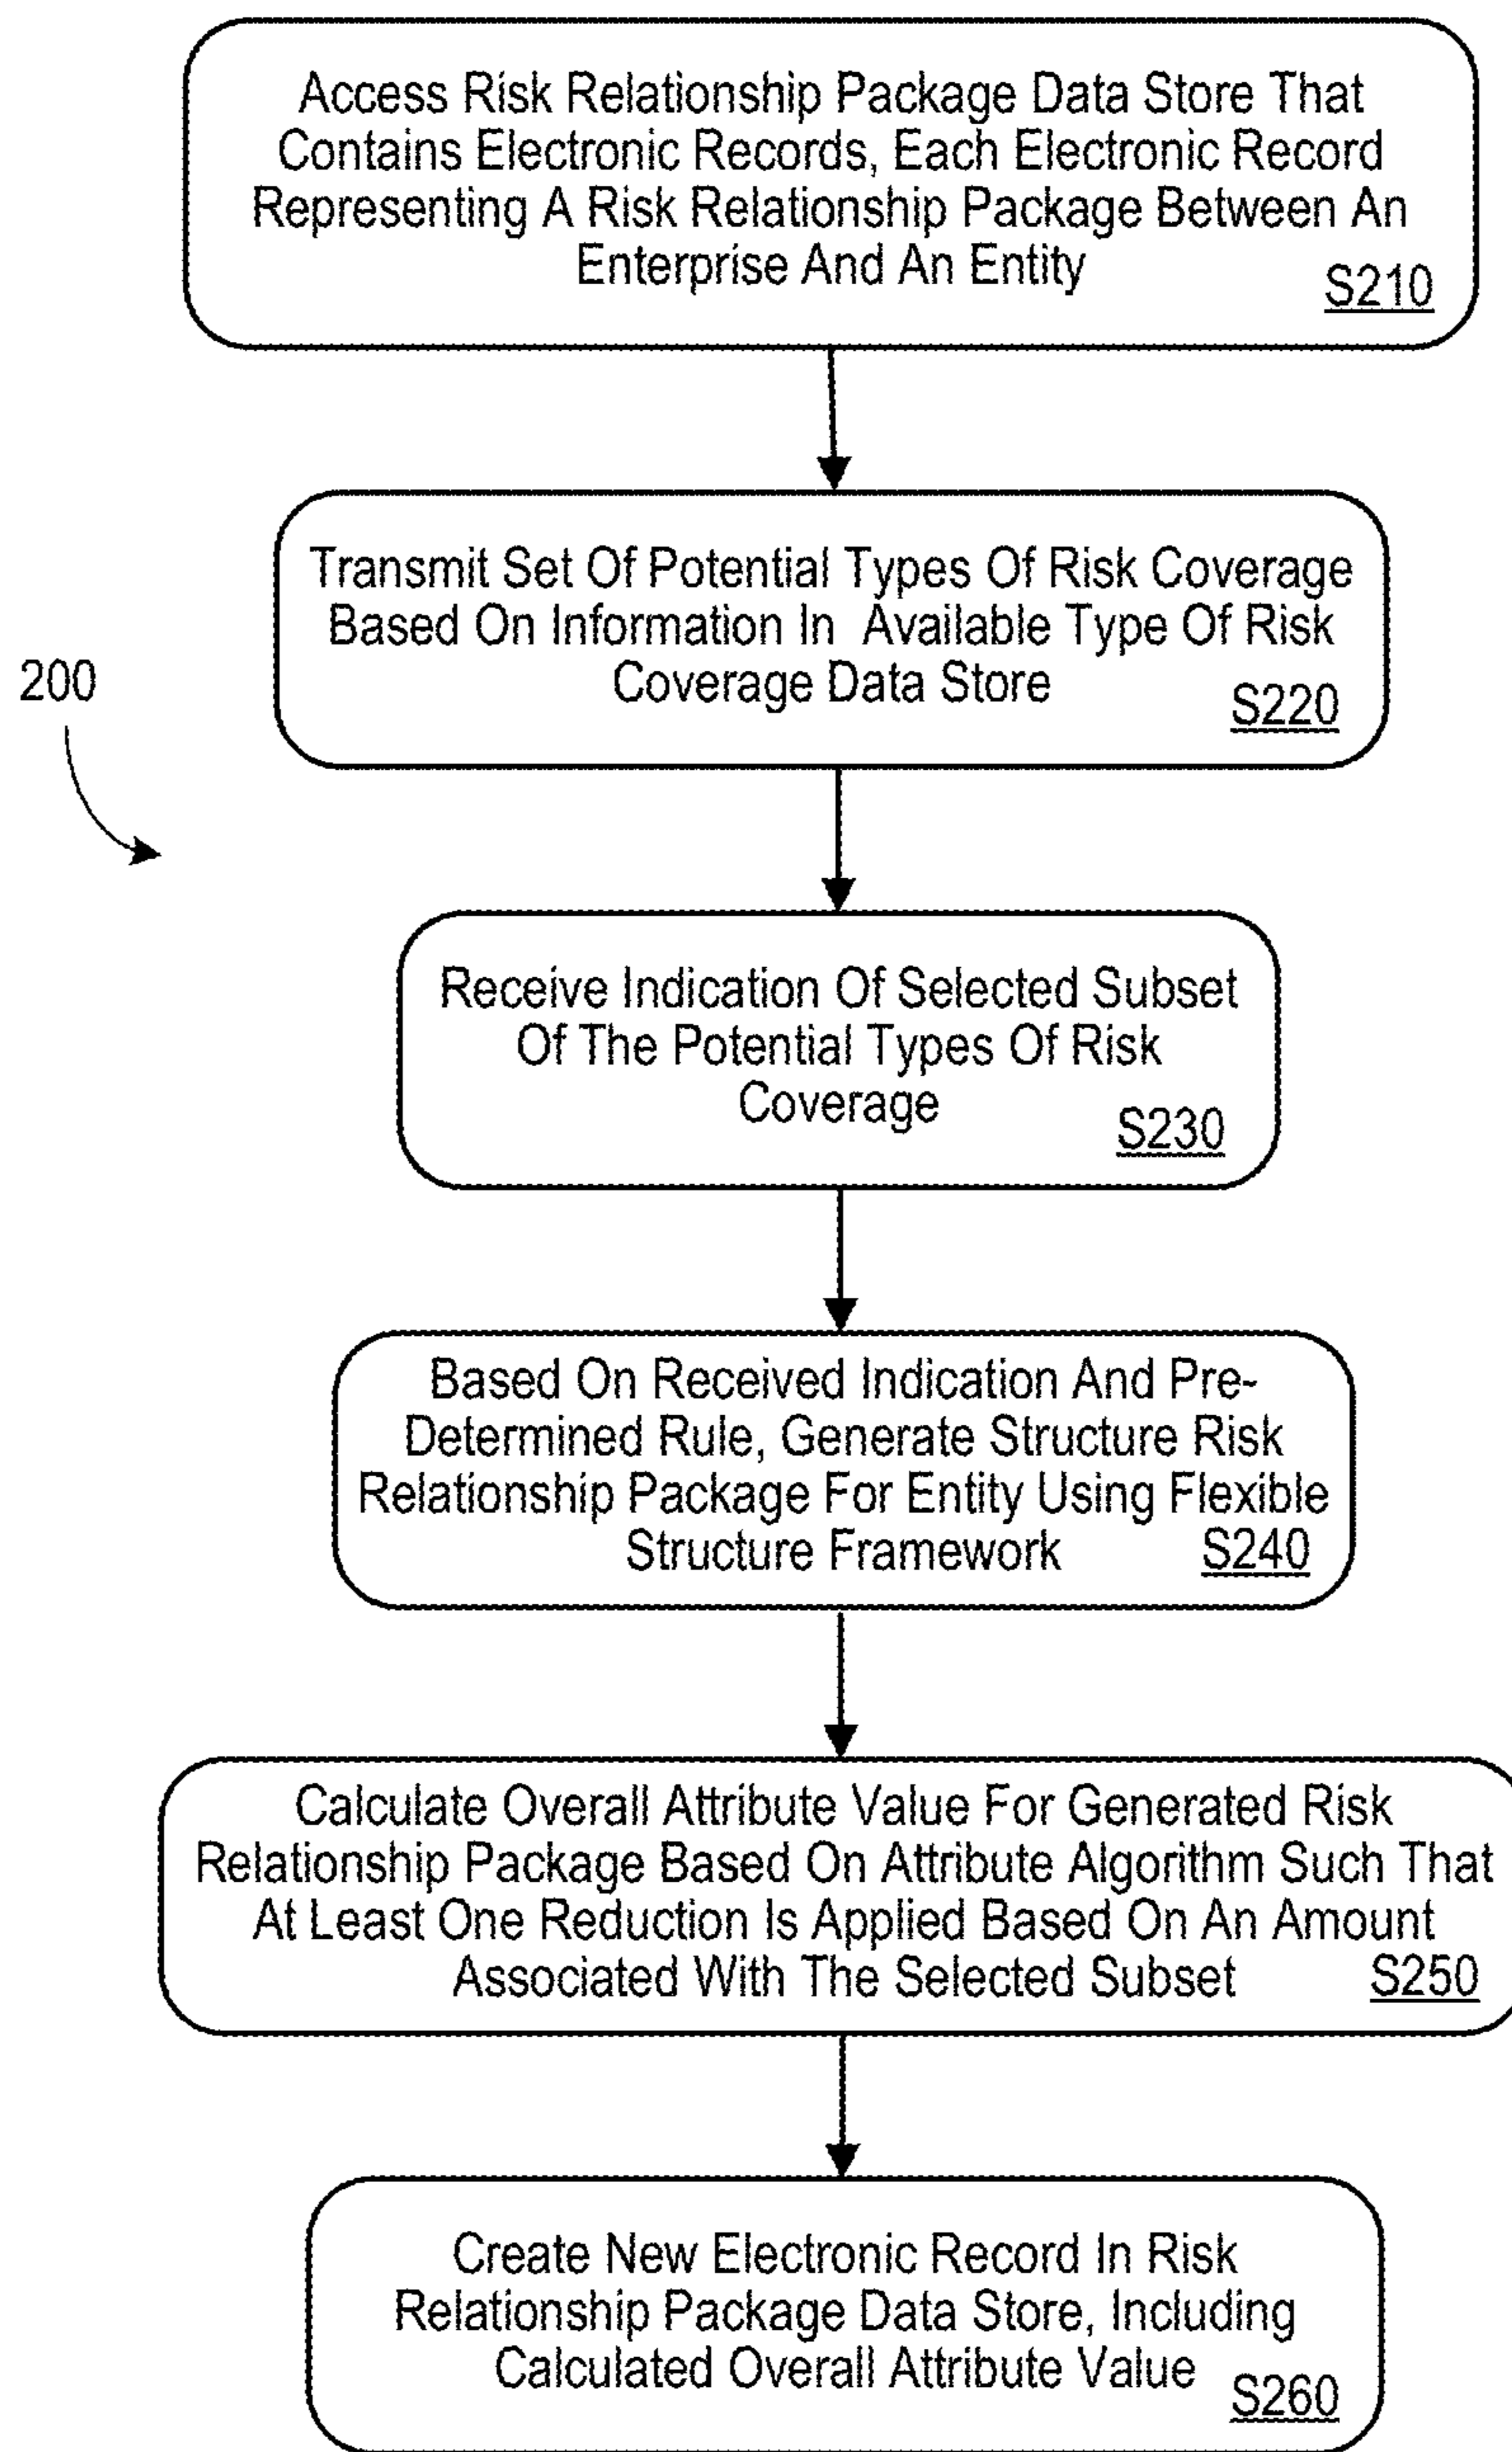 Access Risk Relationship Package Data Store That
Contains Electronic Records, Each Electronic Record
Representing A Risk Relationship Package Between An
Enterprise And An Entity
S210
Transmit Set Of Potential Types Of Risk Coverage
Based On Information In Available Type Of Risk
Coverage Data Store
S220
200
Receive Indication Of Selected Subset
Of The Potential Types Of Risk
Coverage
S230
Based On Received Indication And Pre-
Determined Rule, Generate Structure Risk
Relationship Package For Entity Using Flexible
Structure Framework
S240
Calculate Overall Attribute Value For Generated Risk
Relationship Package Based On Attribute Algorithm Such That
At Least One Reduction Is Applied Based On An Amount
Associated With The Selected Subset
S250
Create New Electronic Record In Risk
Relationship Package Data Store, Including
Calculated Overall Attribute Value
S260